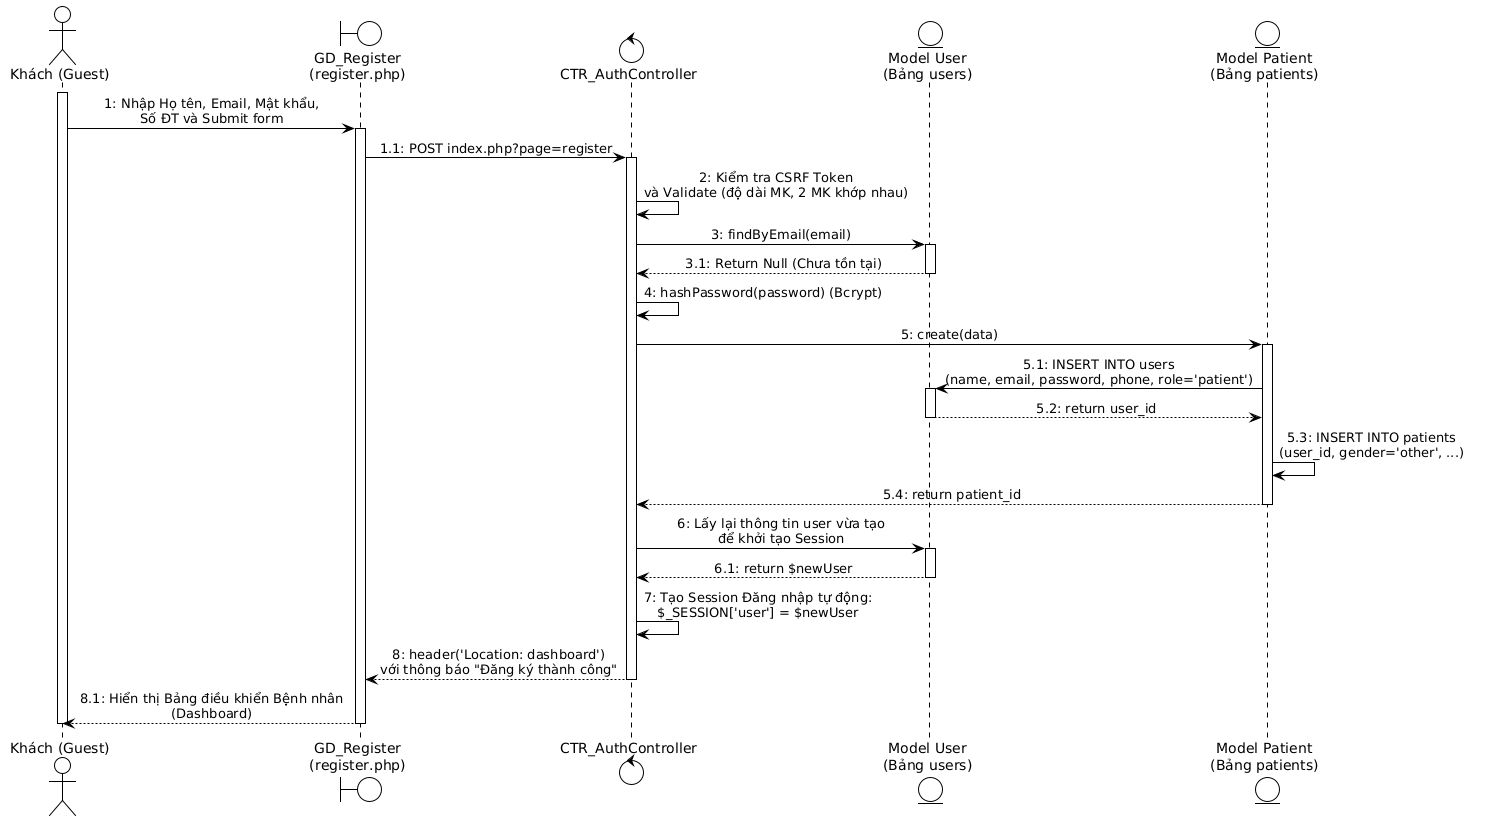 Khách (Guest)
GD_Register
(register.php)
CTR_AuthController
Model User
(Bảng users)
Model Patient
(Bảng patients)
1: Nhập Họ tên, Email, Mật khẩu,
Số ĐT và Submit form
1.1: POST index.php?page=register
2: Kiểm tra CSRF Token
và Validate (độ dài MK, 2 MK khớp nhau)
3: findByEmail(email)
3.1: Return Null (Chưa tồn tại)
4: hashPassword(password) (Bcrypt)
5: create(data)
5.1: INSERT INTO users
(name, email, password, phone, role='patient')
5.2: return user_id
5.3: INSERT INTO patients
(user_id, gender='other', ...)
5.4: return patient_id
6: Lấy lại thông tin user vừa tạo
để khởi tạo Session
6.1: return $newUser
7: Tạo Session Đăng nhập tự động:
$_SESSION['user'] = $newUser
8: header('Location: dashboard')
với thông báo "Đăng ký thành công"
8.1: Hiển thị Bảng điều khiển Bệnh nhân
(Dashboard)
Khách (Guest)
GD_Register
(register.php)
CTR_AuthController
Model User
(Bảng users)
Model Patient
(Bảng patients)